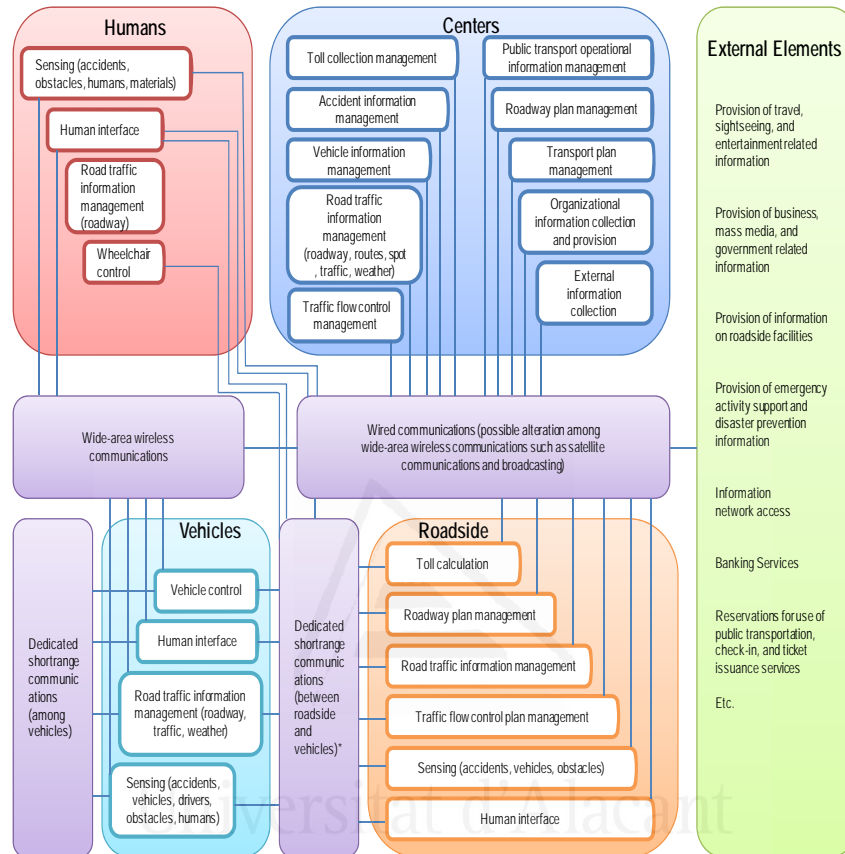 Humans
Sensing (accidents,
obstacles, humans, materials)
Human interface
Road traffic
information
management
(roadway)
Wheelchair
control
Centers
Toll collection management
Accident information
management
Vehicle information
management
Road traffic
information
management
(roadway, routes, spot
, traffic, weather)
Traffic flow control
management
Public transport operational
information management
Roadway plan management
Transport plan
management
Organizational
information collection
and provision
External
information
collection
External Elements
Provision of travel,
sightseeing, and
entertainment related
information
Provision of business,
mass media, and
government related
information
Provision of information
on roadside facilities
Provision of emergency
activity support and
disaster prevention
information
Information
network access
Banking Services
Reservations for use of
public transportation,
check-in, and ticket
issuance services
Etc.
Wide-area wireless
communications
Wired communications (possible alteration among
wide-area wireless communications such as satellite
communications and broadcasting)
Dedicated
shortrange
communic
ations
(among
vehicles)
Vehicles
Vehicle control
Human interface
Road traffic information
management (roadway,
traffic, weather)
Sensing (accidents,
vehicles, drivers,
obstacles, humans)
Dedicated
shortrange
communic
ations
(between
roadside
and
vehicles)*
Roadside
Toll calculation
Roadway plan management
Road traffic information management
Traffic flow control plan management
Sensing (accidents, vehicles, obstacles)
Human interface
Universitat d'Alacant